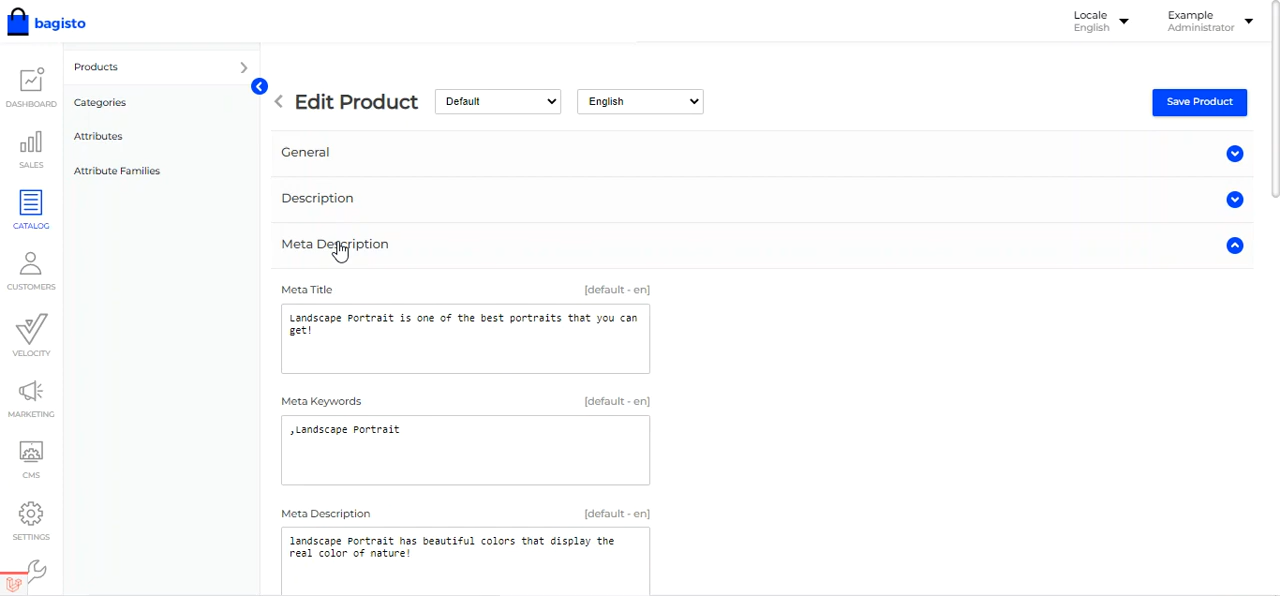 bagisto
Locale
English
Example
Administrator
DASHBOARD
SALES
CATALOG
CUSTOMERS
VELOCITY
MARKETING
CMS
SETTINGS
Products
Categories
Attributes
Attribute Families
Edit Product
Default
English
Save Product
General
Description
Meta Description
Meta Title [default - en]
Landscape Portrait is one of the best portraits that you can
get!
Meta Keywords [default - en]
,Landscape Portrait
Meta Description [default - en]
landscape Portrait has beautiful colors that display the
real color of nature!